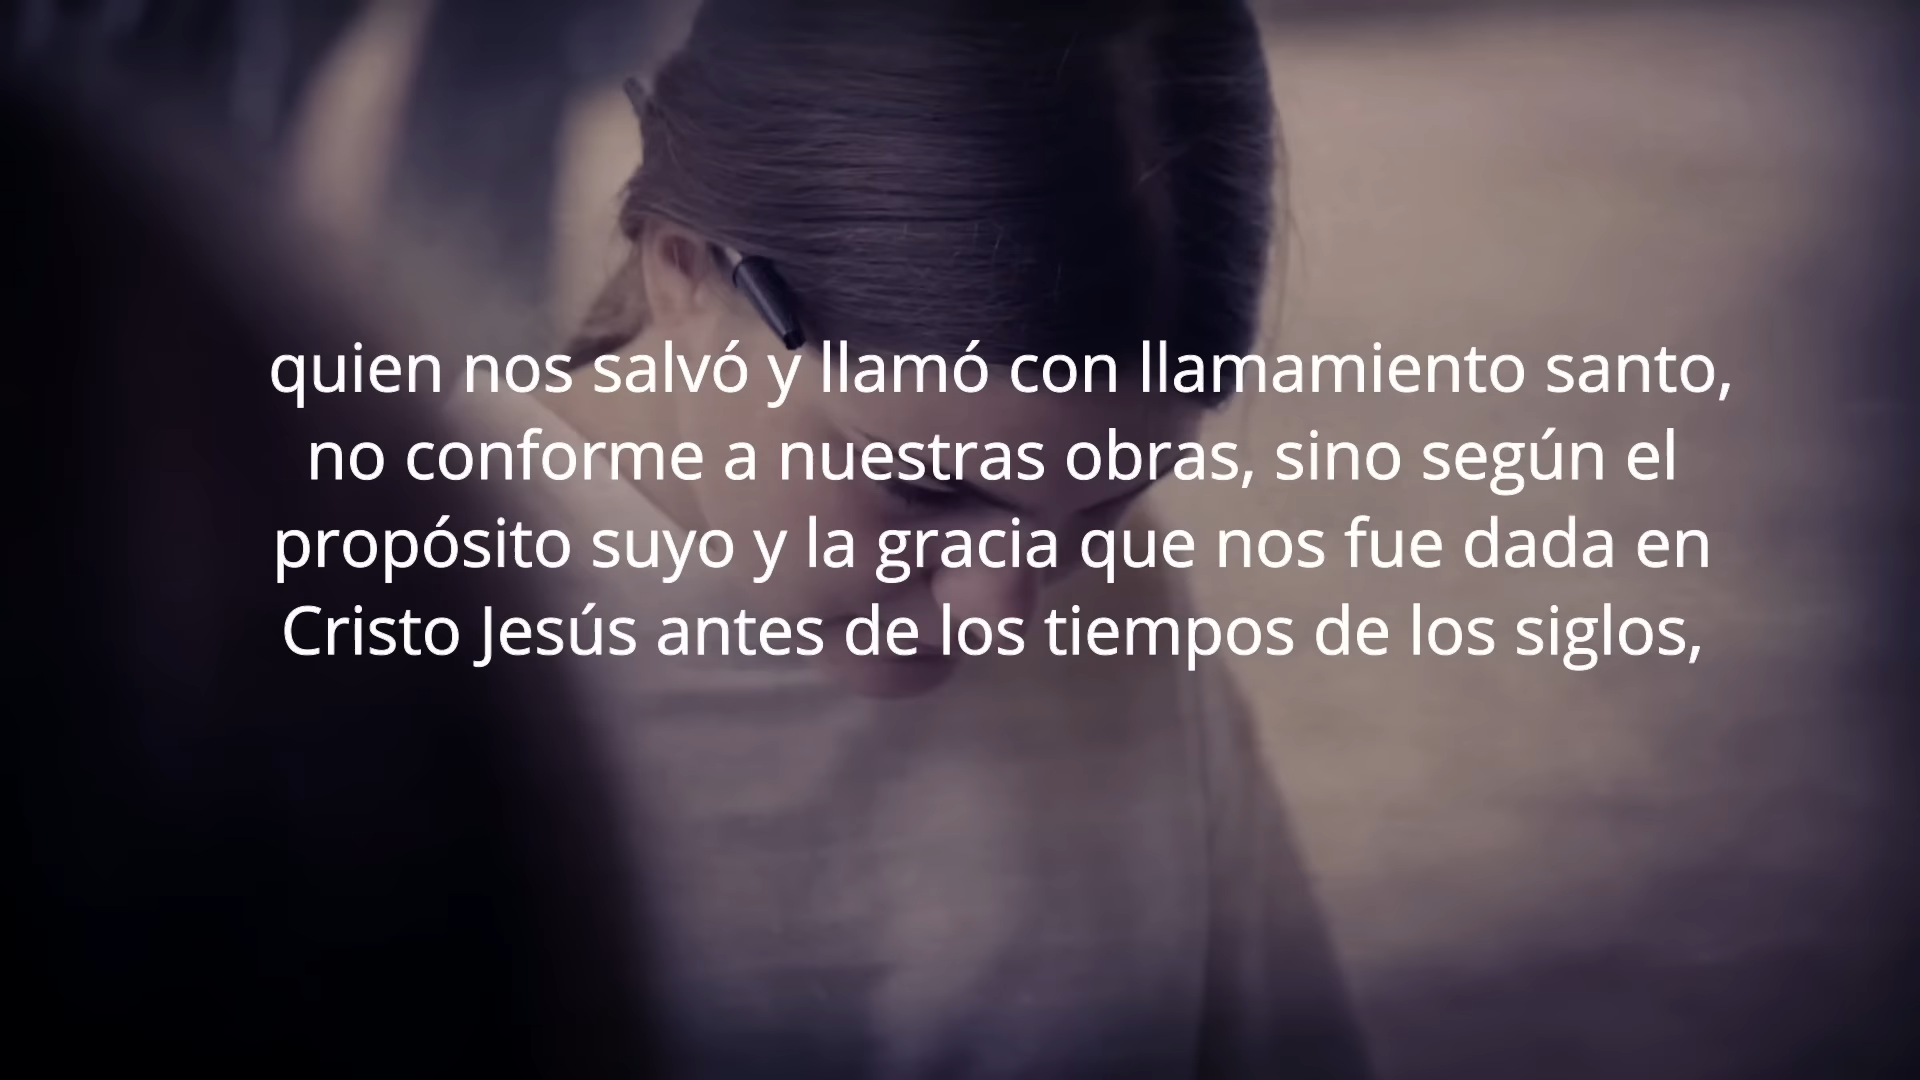 quien nos salvó y llamó con llamamiento santo,
no conforme a nuestras obras, sino según el
propósito suyo y la gracia que nos fue dada en
Cristo Jesús antes de los tiempos de los siglos,